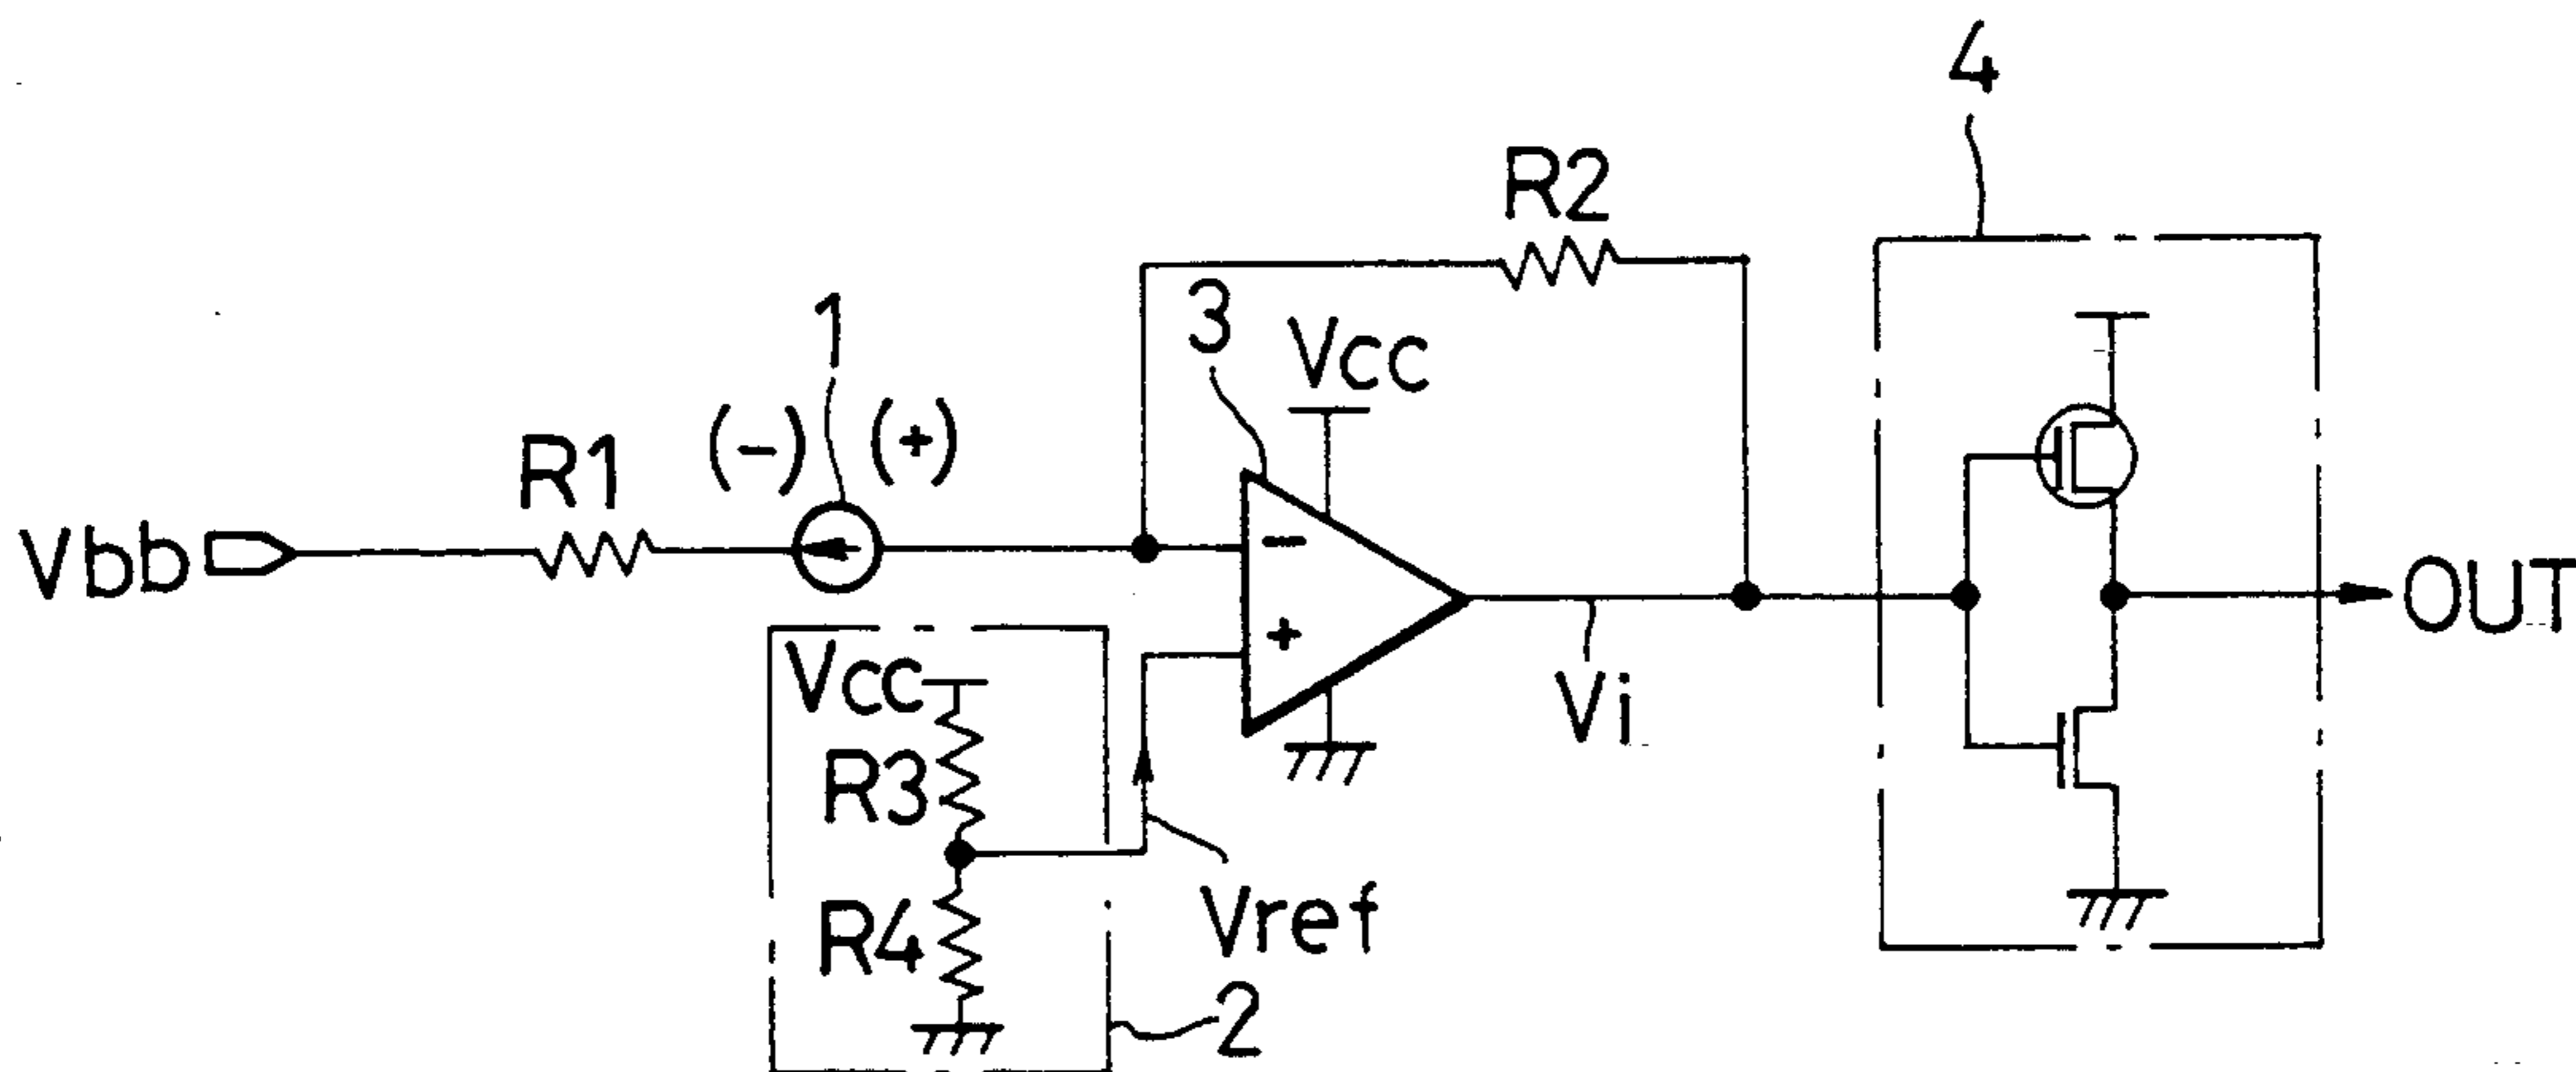 4
R2
3
Vcc
1
(-) (+)
R1
Vbb
-
+
OUT
Vcc
R3
Vi
Vref
R4
2